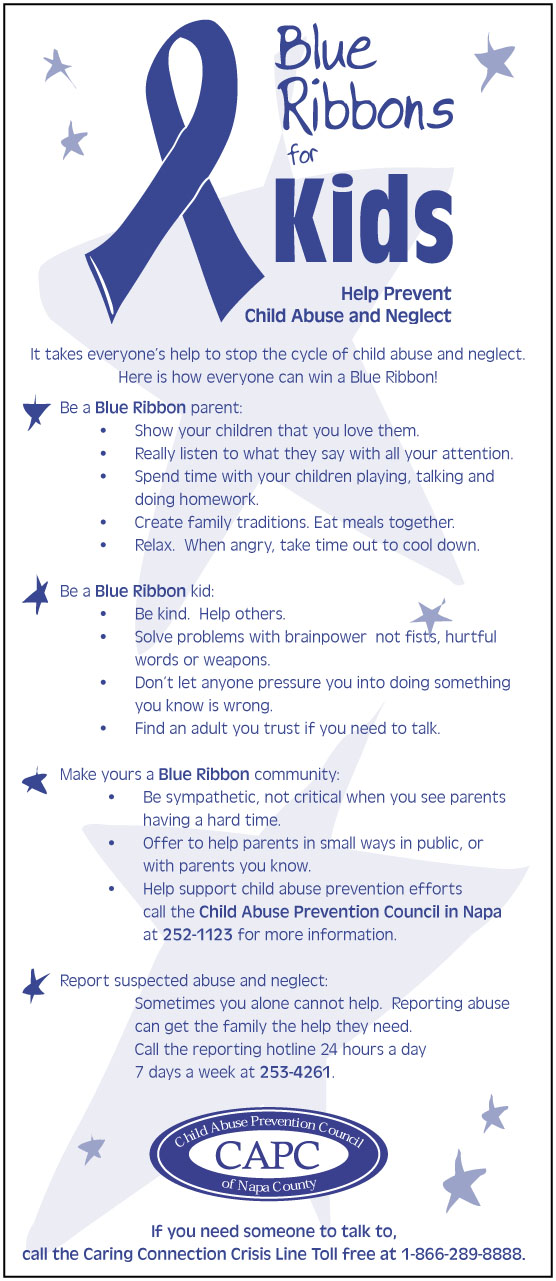 Blue
Ribbons
for
Kids
Help Prevent
Child Abuse and Neglect
It takes everyone's help to stop the cycle of child abuse and neglect.
Here is how everyone can win a Blue Ribbon!
Be a Blue Ribbon parent:
• Show your children that you love them.
• Really listen to what they say with all your attention.
• Spend time with your children playing, talking and
doing homework.
• Create family traditions. Eat meals together.
• Relax.  When angry, take time out to cool down.
Be a Blue Ribbon kid:
• Be kind.  Help others.
• Solve problems with brainpower  not fists, hurtful
words or weapons.
• Don't let anyone pressure you into doing something
you know is wrong.
• Find an adult you trust if you need to talk.
Make yours a Blue Ribbon community:
• Be sympathetic, not critical when you see parents
having a hard time.
• Offer to help parents in small ways in public, or
with parents you know.
• Help support child abuse prevention efforts
call the Child Abuse Prevention Council in Napa
at 252-1123 for more information.
Report suspected abuse and neglect:
Sometimes you alone cannot help.  Reporting abuse
can get the family the help they need.
Call the reporting hotline 24 hours a day
7 days a week at 253-4261.
Child Abuse Prevention Council
CAPC
of Napa County
If you need someone to talk to,
call the Caring Connection Crisis Line Toll free at 1-866-289-8888.